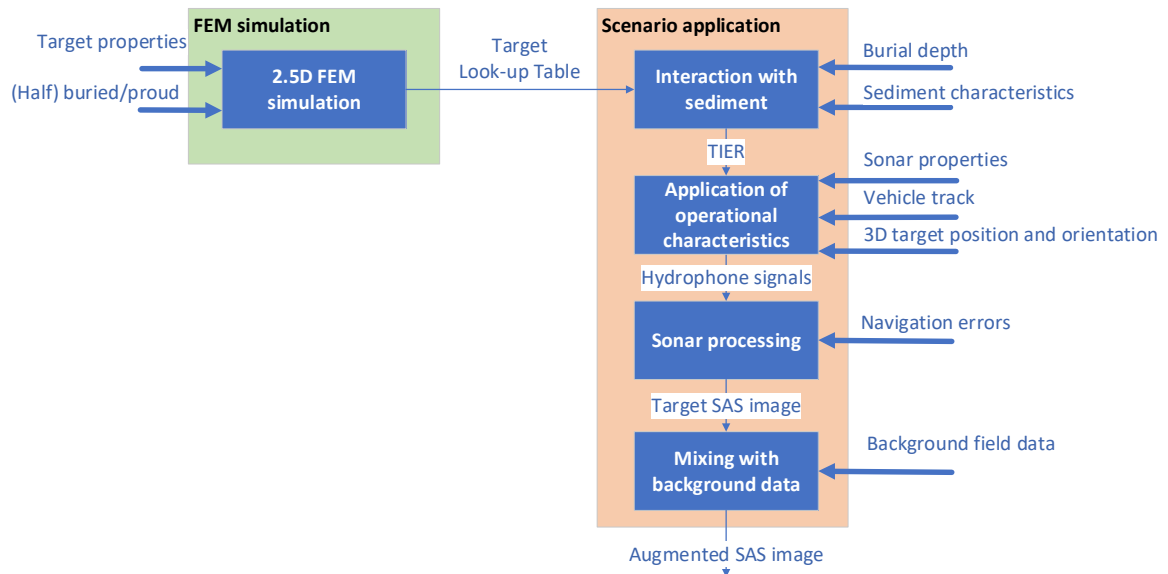 FEM simulation
Target properties
(Half) buried/proud
2.5D FEM
simulation
Target
Look-up Table
Scenario application
Interaction with
sediment
Burial depth
Sediment characteristics
TIER
Application of
operational
characteristics
Sonar properties
Vehicle track
3D target position and orientation
Hydrophone signals
Sonar processing
Navigation errors
Target SAS image
Mixing with
background data
Background field data
Augmented SAS image